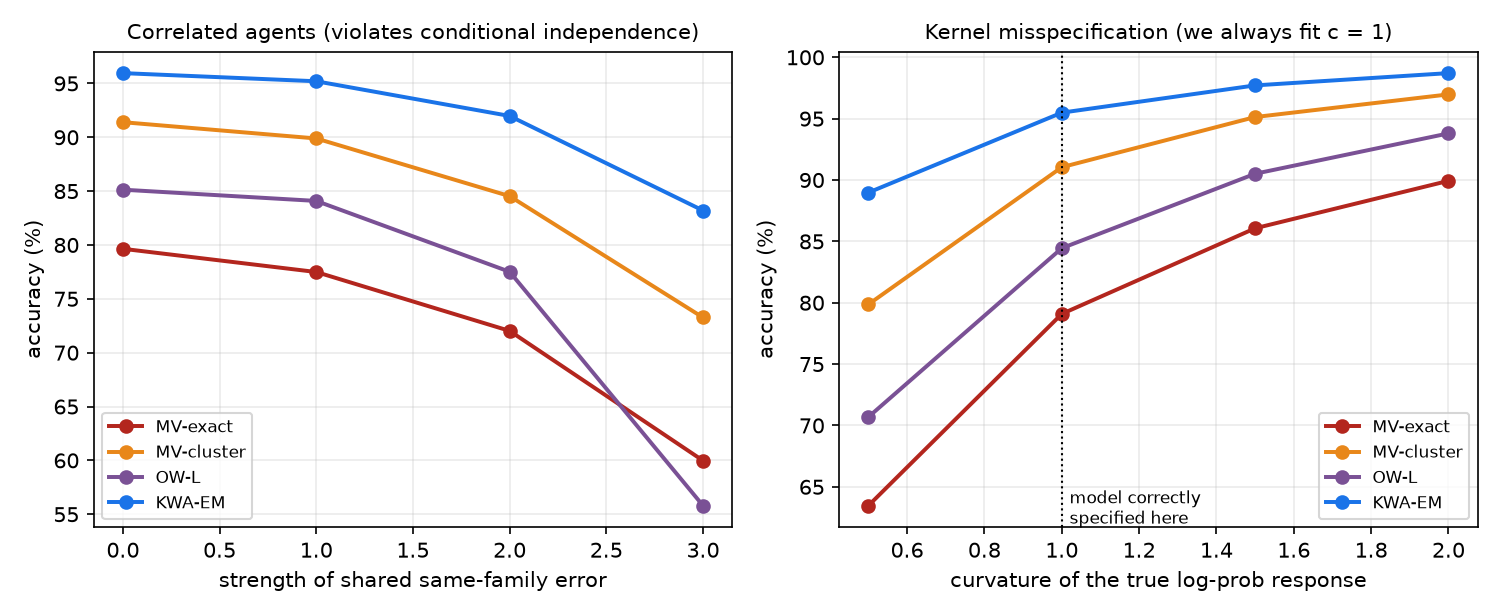 Correlated agents (violates conditional independence)
accuracy (%)
95
90
85
80
75
70
65
60
55
MV-exact
MV-cluster
OW-L
KWA-EM
0.0 0.5 1.0 1.5 2.0 2.5 3.0
strength of shared same-family error
Kernel misspecification (we always fit c = 1)
accuracy (%)
100
95
90
85
80
75
70
65
model correctly
specified here
MV-exact
MV-cluster
OW-L
KWA-EM
0.6 0.8 1.0 1.2 1.4 1.6 1.8 2.0
curvature of the true log-prob response